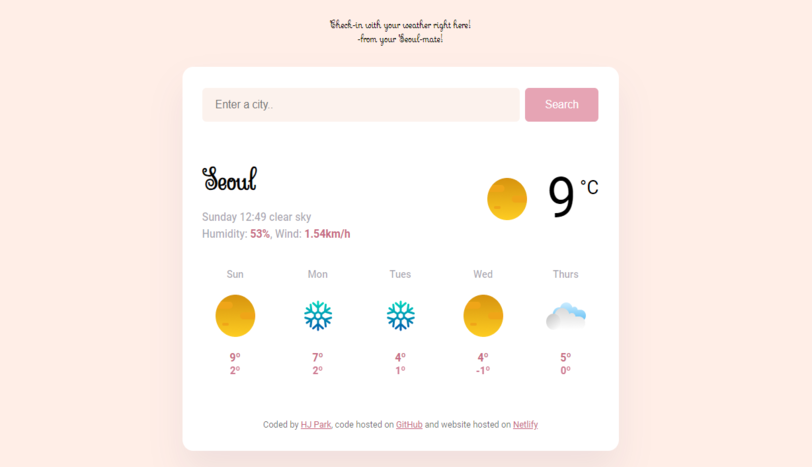 Check-in with your weather right here!
-from your Seoul-mate!
Enter a city..
Search
Seoul
9 °C
Sunday 12:49 clear sky
Humidity: 53%, Wind: 1.54km/h
Sun Mon Tues Wed Thurs
9° 7° 4° 4° 5°
2° 2° 1° -1° 0°
Coded by HJ Park, code hosted on GitHub and website hosted on Netlify